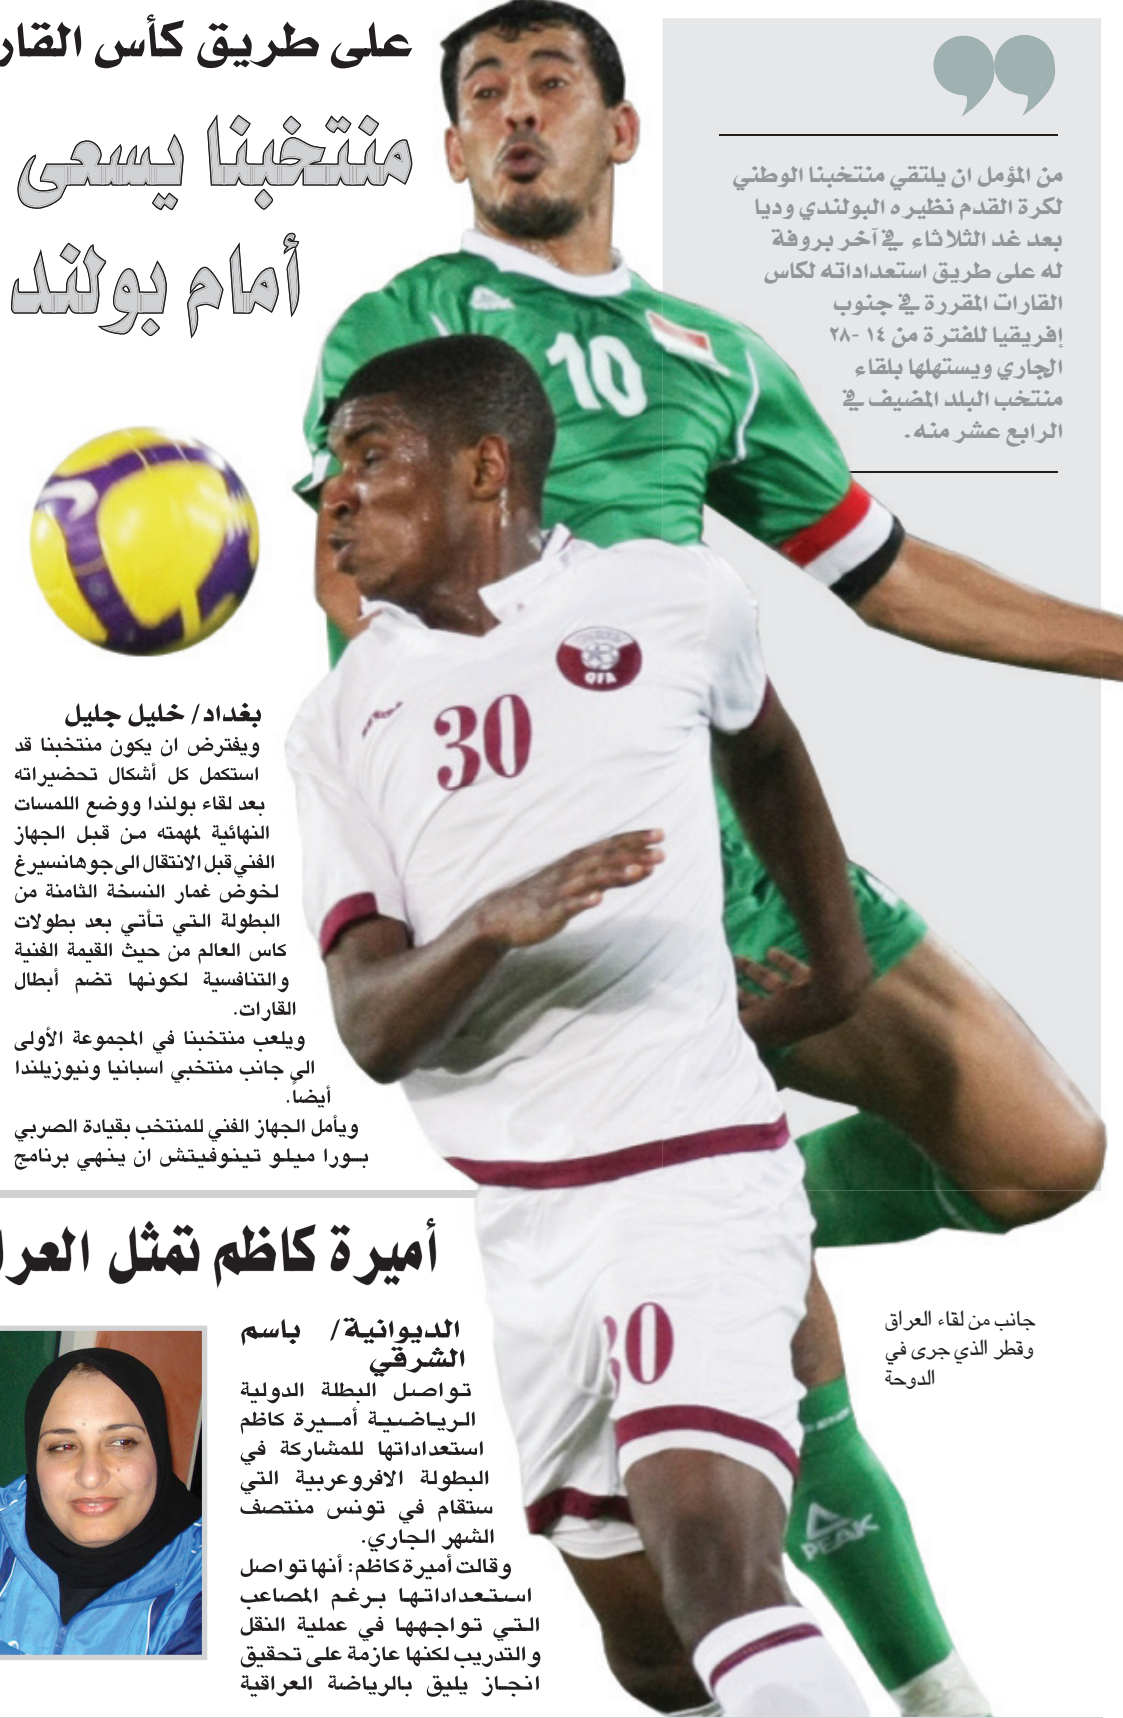 على طريق كأس القار
منتخبنا يسعى
أمام بولند
من المؤمل ان يلتقي منتخبنا الوطني
لكرة القدم نظيره البولندي وديا
بعد غد الثلاثاء في آخر بروفة
له على طريق استعداداته لكاس
القارات المقررة في جنوب
إفريقيا للفترة من ١٤ -٢٨
الجاري ويستهلها بلقاء
منتخب البلد المضيف في
الرابع عشر منه.
10
30
QFA
بغداد/ خليل جليل
ويفترض ان يكون منتخبنا قد
استكمل كل أشكال تحضيراته
بعد لقاء بولندا ووضع اللمسات
النهائية لمهمته من قبل الجهاز
الفني قبل الانتقال الى جوهانسيرغ
لخوض غمار النسخة الثامنة من
البطولة التي تأتي بعد بطولات
كاس العالم من حيث القيمة الفنية
والتنافسية لكونها تضم أبطال
القارات.
ويلعب منتخبنا في المجموعة الأولى
الى جانب منتخبي اسبانيا ونيوزيلندا
أيضاً.
ويأمل الجهاز الفني للمنتخب بقيادة الصربي
بورا ميلو تينوفيتش ان ينهي برنامج
أميرة كاظم تمثل العرا
الديوانية/ باسم
الشرقي
تواصل البطلة الدولية
الرياضية أميرة كاظم
استعداداتها للمشاركة في
البطولة الافروعربية التي
ستقام في تونس منتصف
الشهر الجاري.
وقالت أميرة كاظم: أنها تواصل
استعداداتها برغم المصاعب
التي تواجهها في عملية النقل
والتدريب لكنها عازمة على تحقيق
انجاز يليق بالرياضة العراقية
جانب من لقاء العراق
وقطر الذي جرى في
الدوحة
30
PEAK